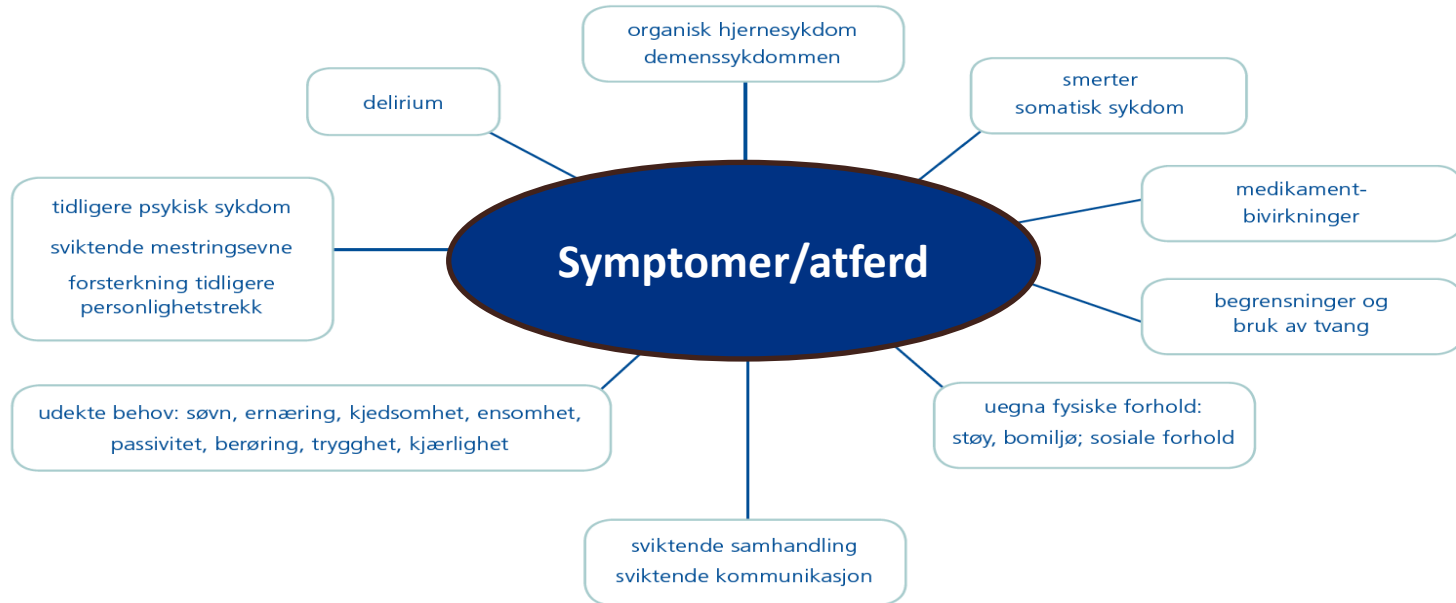 organisk hjernesykdom
demenssykdommen
delirium
smerter
somatisk sykdom
tidligere psykisk sykdom
sviktende mestringsevne
forsterkning tidligere
personlighetstrekk
medikament-
bivirkninger
Symptomer/atferd
begrensninger og
bruk av tvang
udekte behov: søvn, ernæring, kjedsomhet, ensomhet,
passivitet, berøring, trygghet, kjærlighet
uegna fysiske forhold:
støy, bomiljø; sosiale forhold
sviktende samhandling
sviktende kommunikasjon